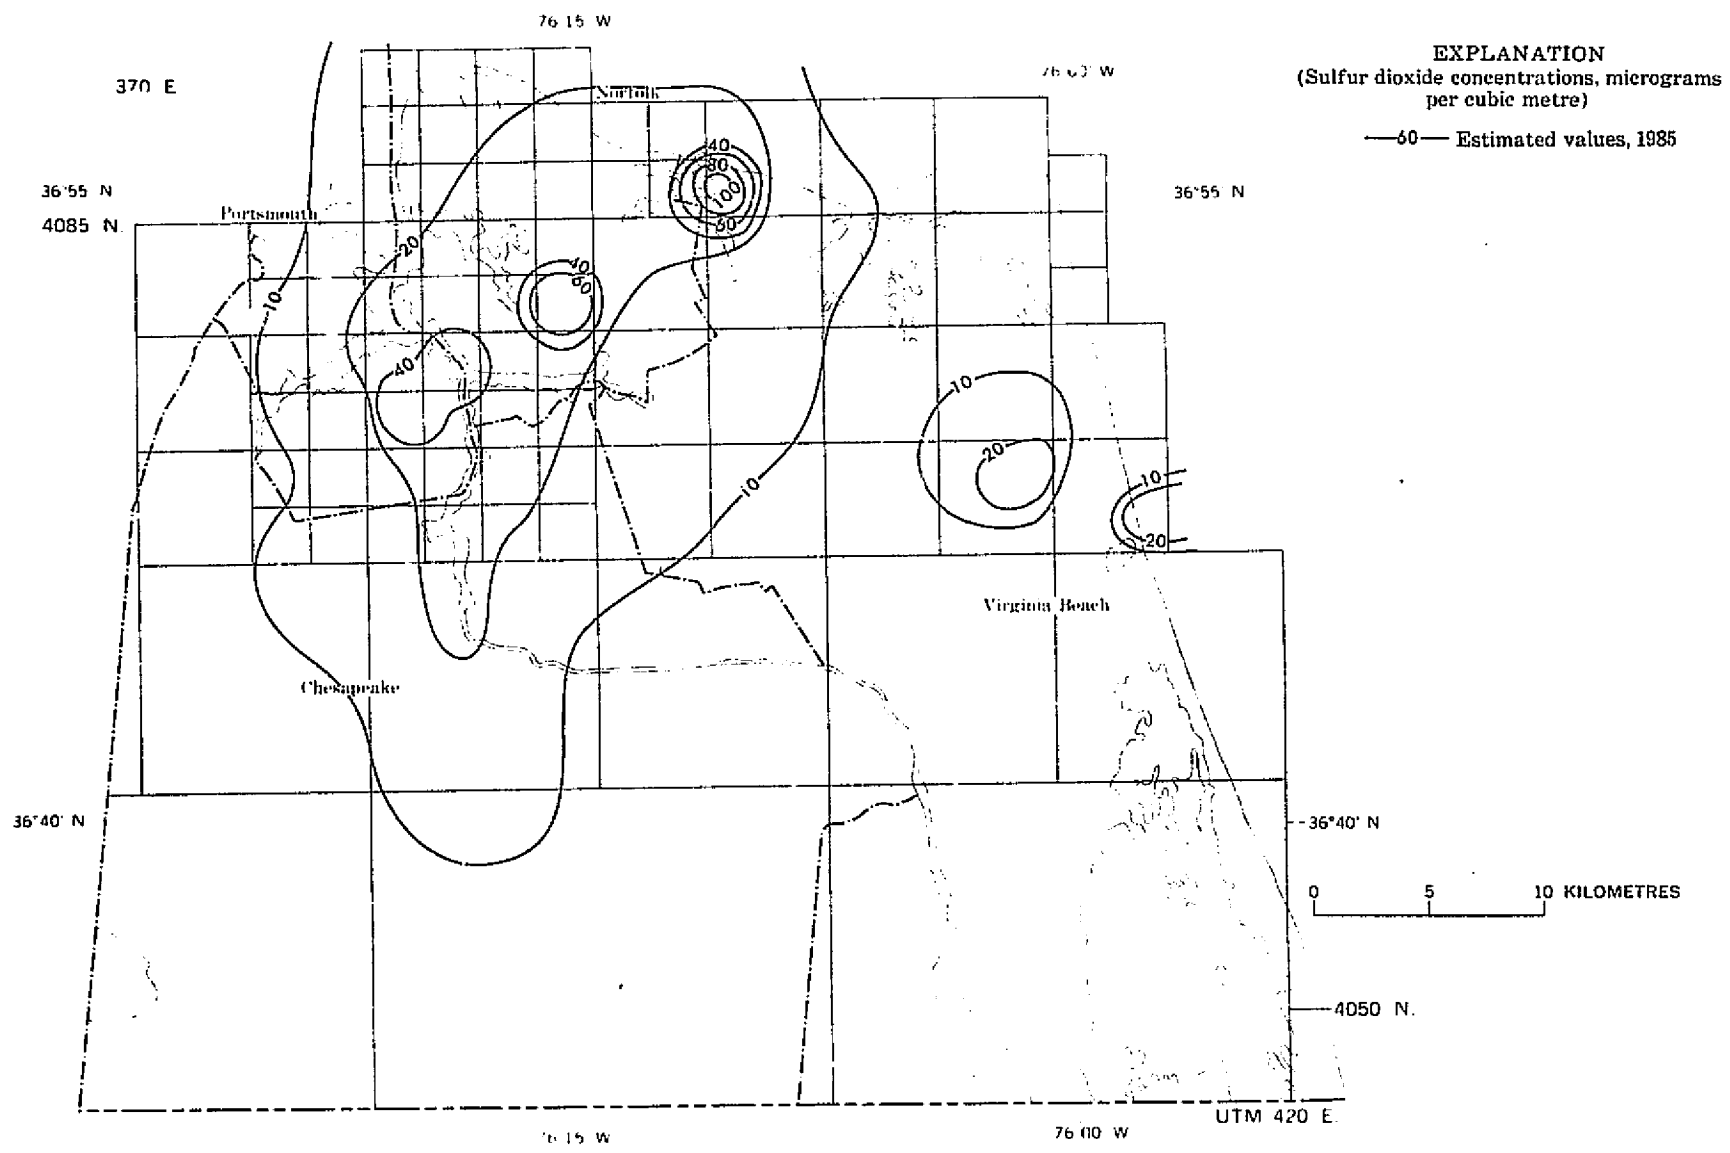 76 15 W
EXPLANATION
(Sulfur dioxide concentrations, micrograms
per cubic metre)
—60— Estimated values, 1985
370 E
Norfolk
40
80
100
60
36°55 N
36°55 N
Portsmouth
4085 N.
20
40
60
10
40
10
20
10
10
20
Virginia Beach
Chesapeake
36°40' N
36°40' N
0 5 10 KILOMETRES
4050 N.
UTM 420 E.
15 W
76 00 W